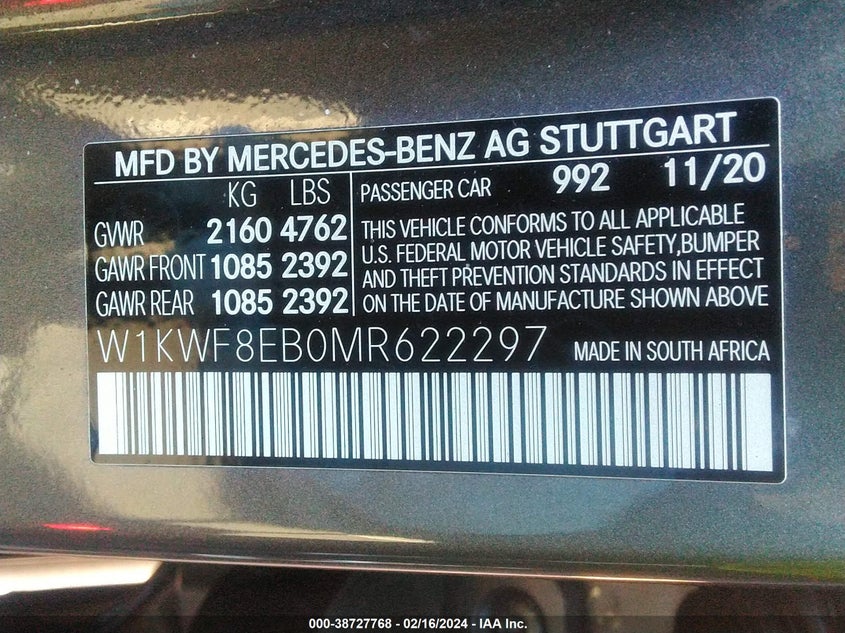 MFD BY MERCEDES-BENZ AG STUTTGART
KG LBS
GVWR 2160 4762
GAWR FRONT 1085 2392
GAWR REAR 1085 2392
PASSENGER CAR 992 11/20
THIS VEHICLE CONFORMS TO ALL APPLICABLE
U.S. FEDERAL MOTOR VEHICLE SAFETY,BUMPER
AND THEFT PREVENTION STANDARDS IN EFFECT
ON THE DATE OF MANUFACTURE SHOWN ABOVE
W1KWF8EB0MR622297 MADE IN SOUTH AFRICA
000-38727768 - 02/16/2024 - IAA Inc.